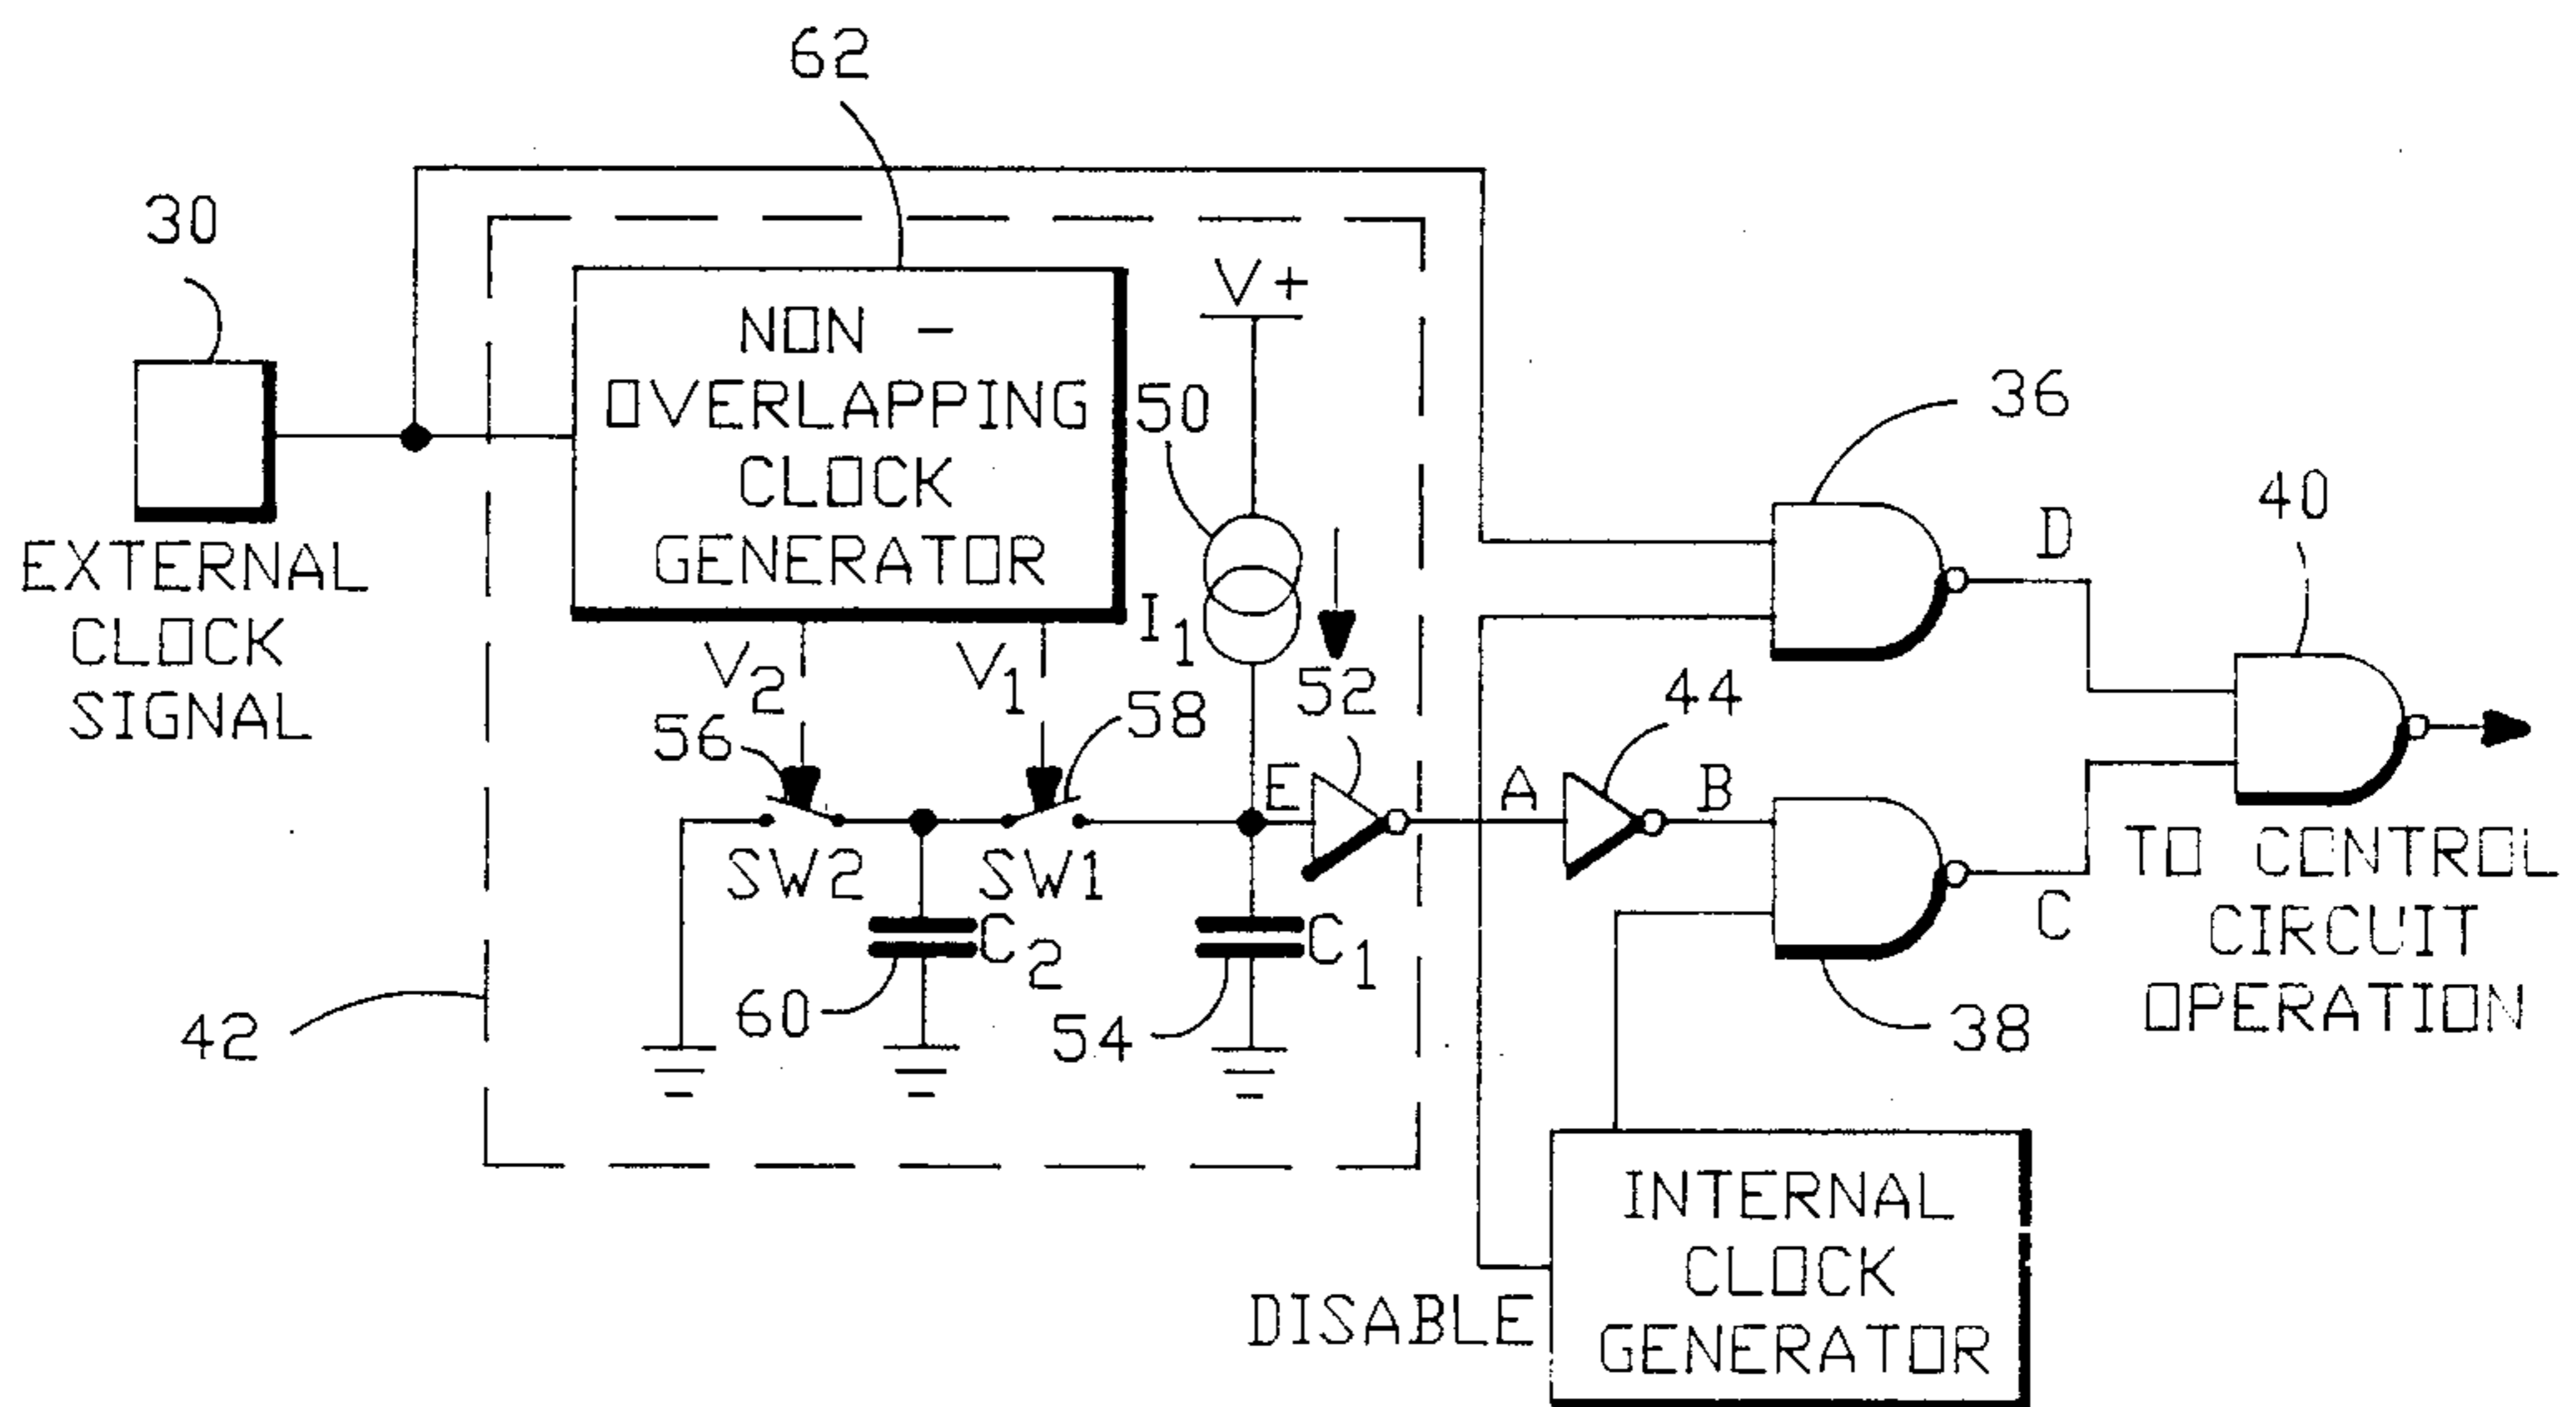 62
30
NON -
OVERLAPPING
CLOCK
GENERATOR
V+
50
I1
52
EXTERNAL
CLOCK
SIGNAL
V2
V1
56
58
SW2
SW1
E
A
44
B
36
D
40
C2
C1
60
54
42
38
C
TO CONTROL
CIRCUIT
OPERATION
DISABLE
INTERNAL
CLOCK
GENERATOR